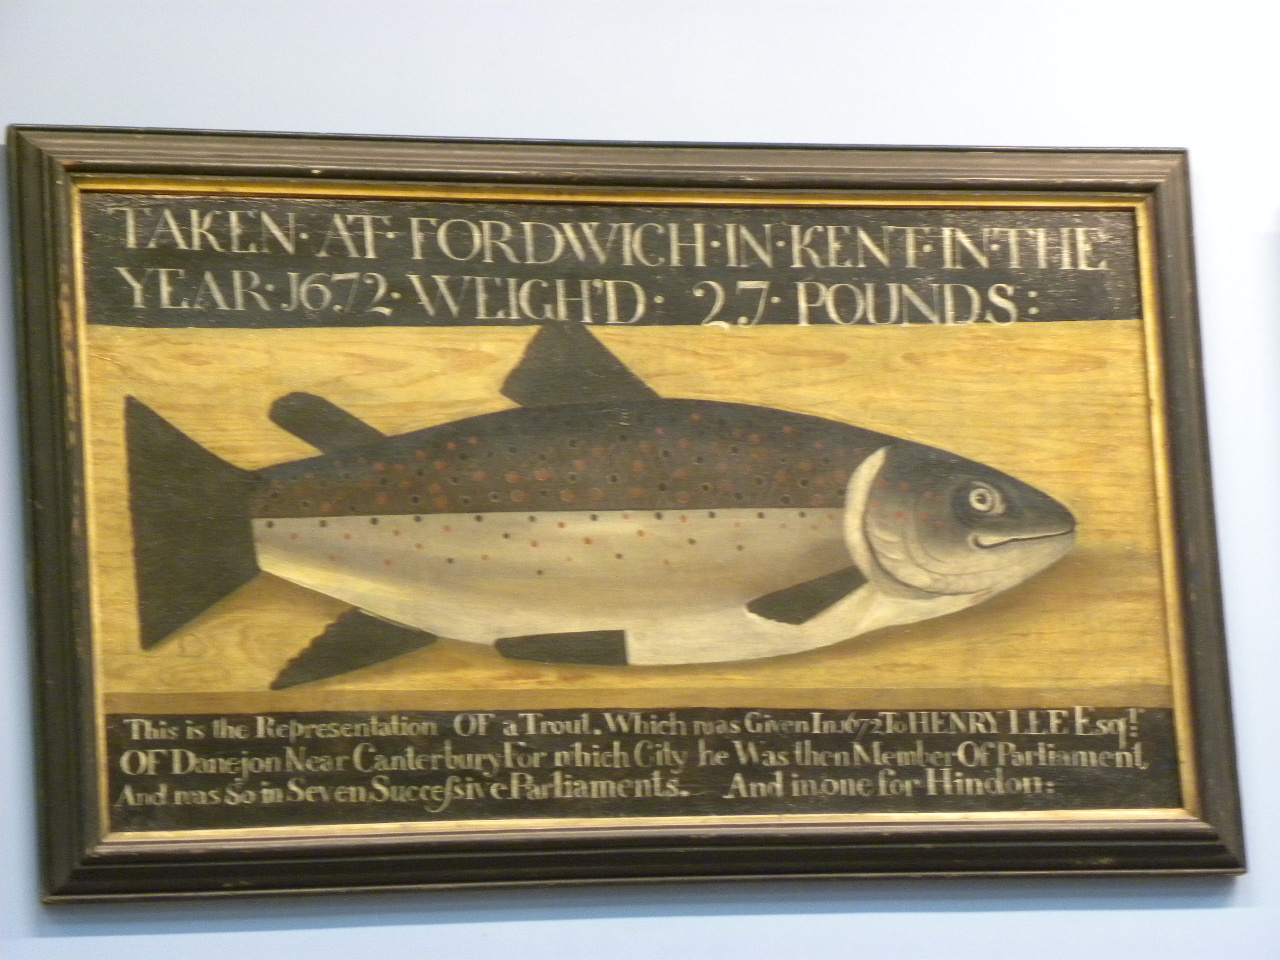 TAKEN·AT·FORDWICH·IN·KENT·IN·THE
YEAR·1672·WEIGH'D·27·POUNDS:
This is the Representation OF a Trout. Which was Given In 1672 To HENRY LEE Esqr.
OF Danejon Near Canterbury For which City he Was then Member Of Parliament,
And was So in Seven Succeſsive Parliaments. And in one for Hindon: